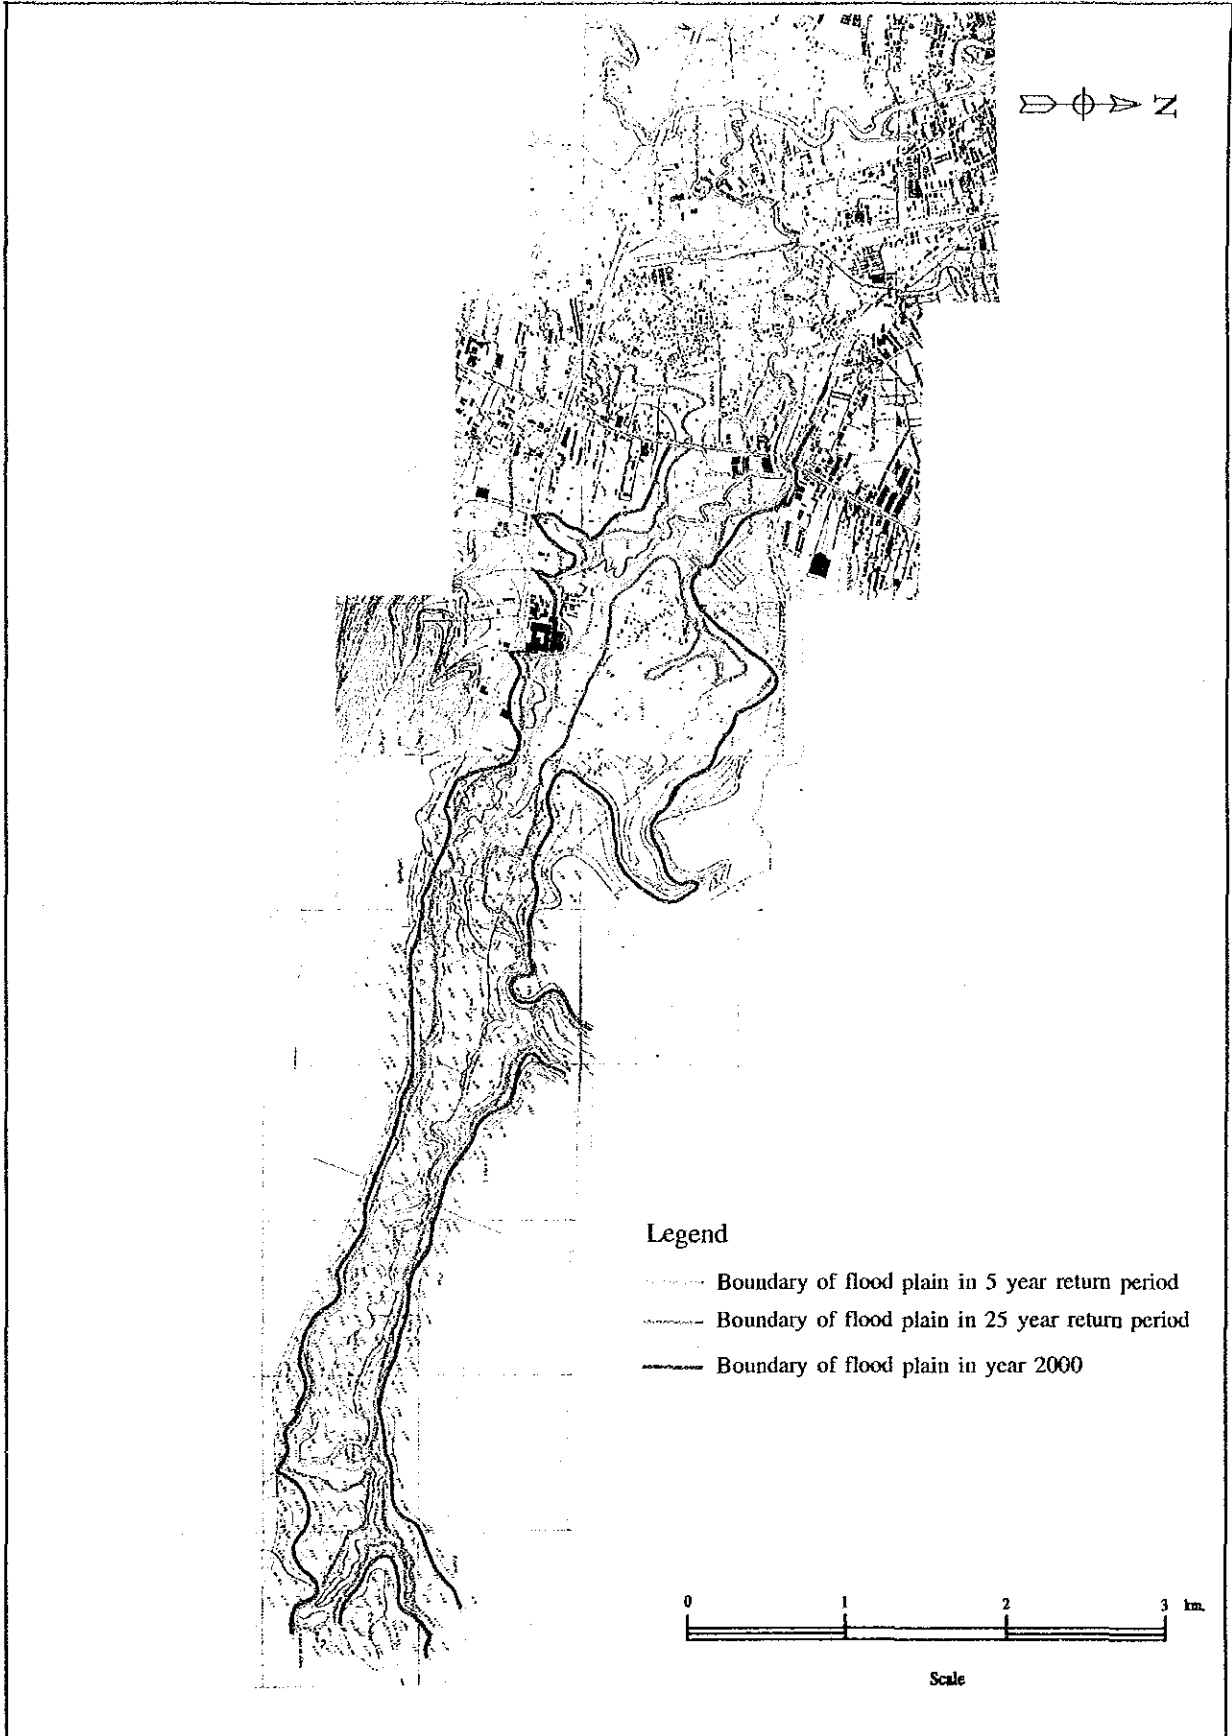 N
Legend
Boundary of flood plain in 5 year return period
Boundary of flood plain in 25 year return period
Boundary of flood plain in year 2000
0 1 2 3 km.
Scale